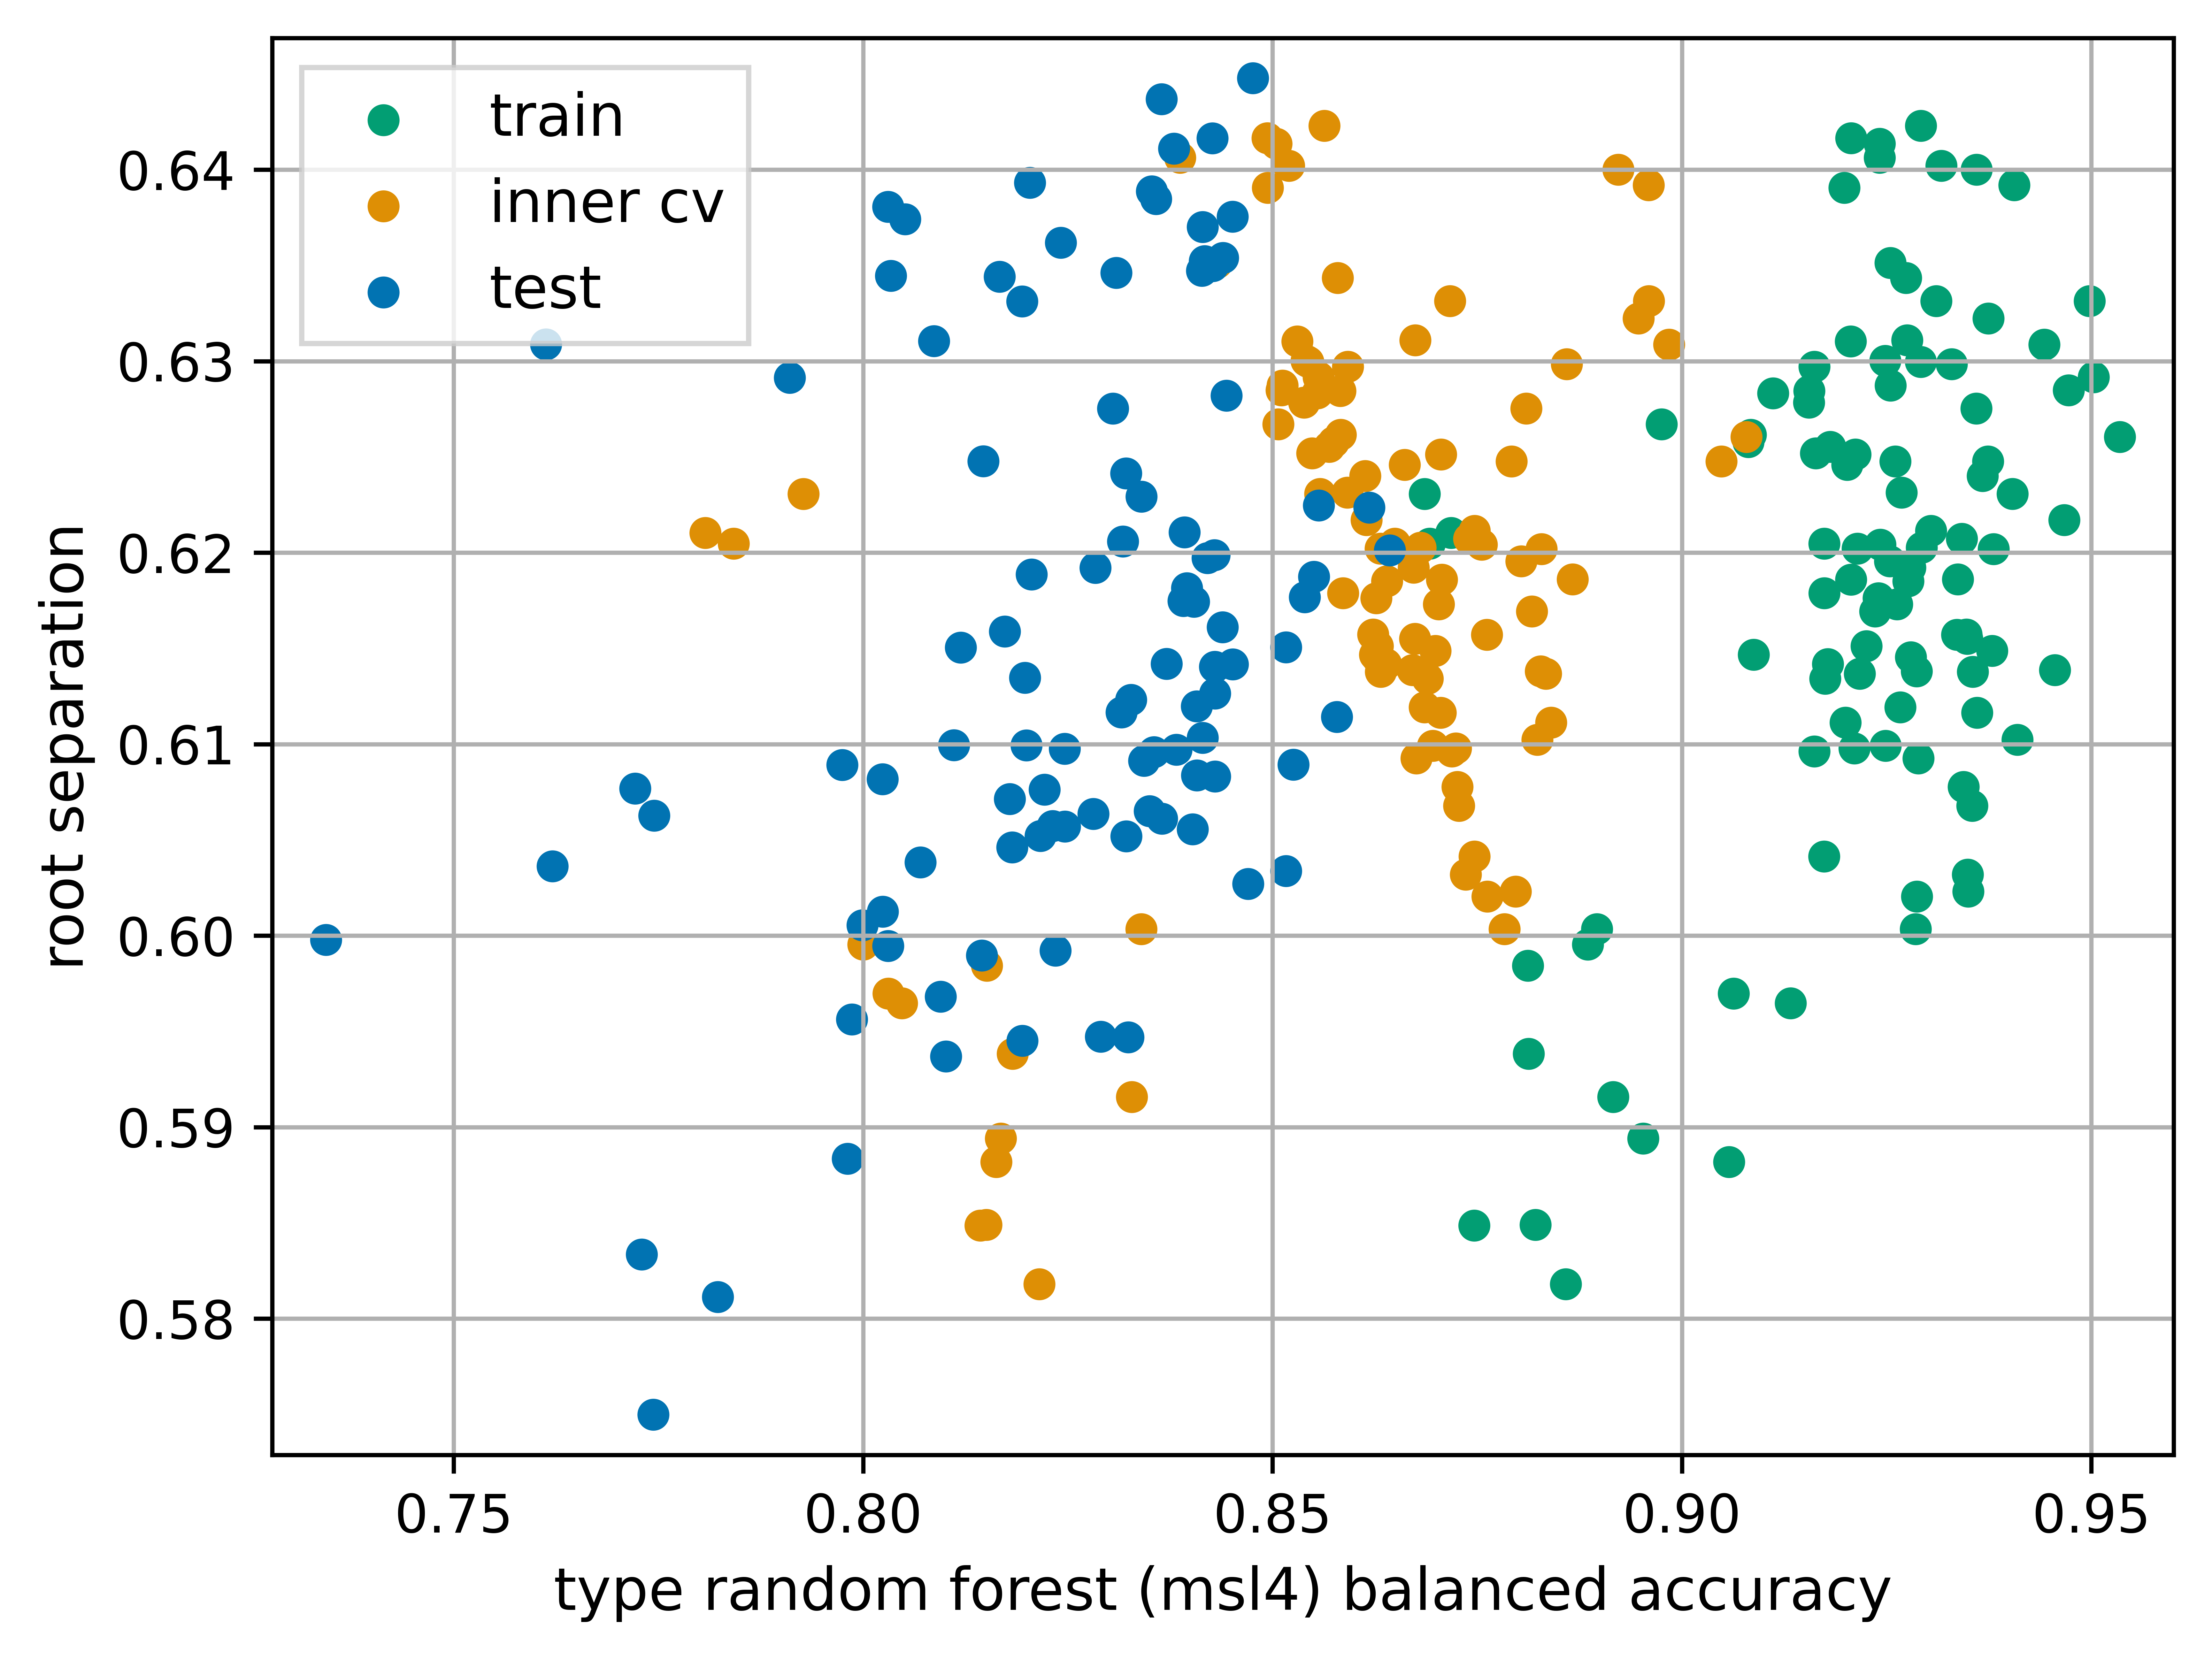 train
inner cv
test
0.64
0.63
0.62
0.61
0.60
0.59
0.58
root separation
0.75
0.80
0.85
0.90
0.95
type random forest (msl4) balanced accuracy